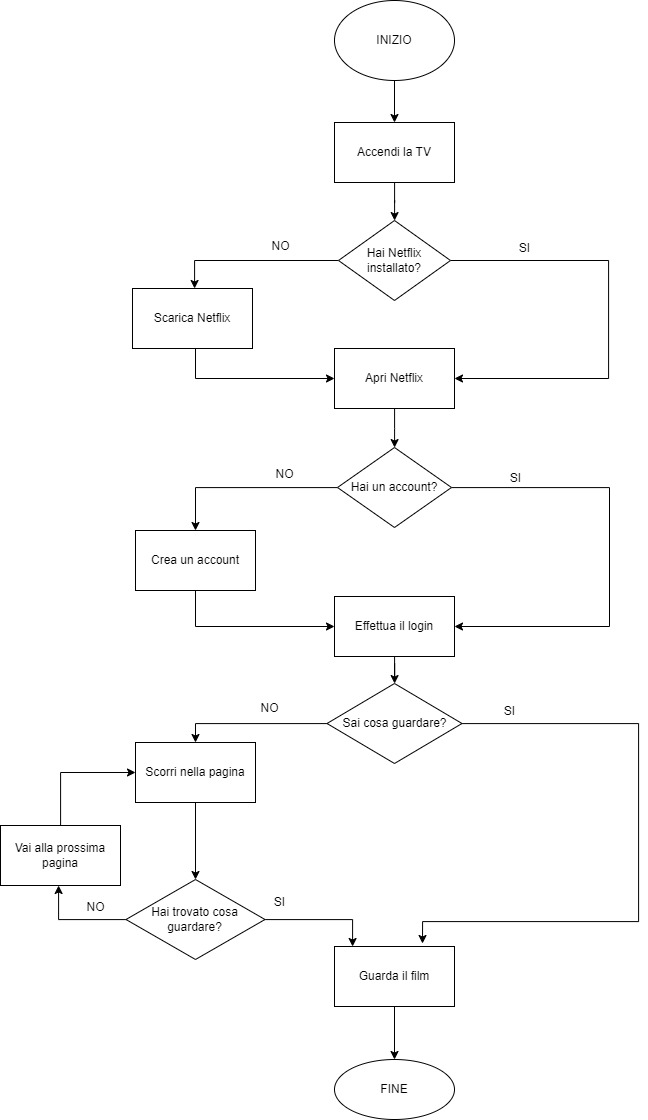 INIZIO
Accendi la TV
Hai Netflix
installato?
NO
SI
Scarica Netflix
Apri Netflix
Hai un account?
NO
SI
Crea un account
Effettua il login
Sai cosa guardare?
NO
SI
Scorri nella pagina
Vai alla prossima
pagina
Hai trovato cosa
guardare?
NO
SI
Guarda il film
FINE